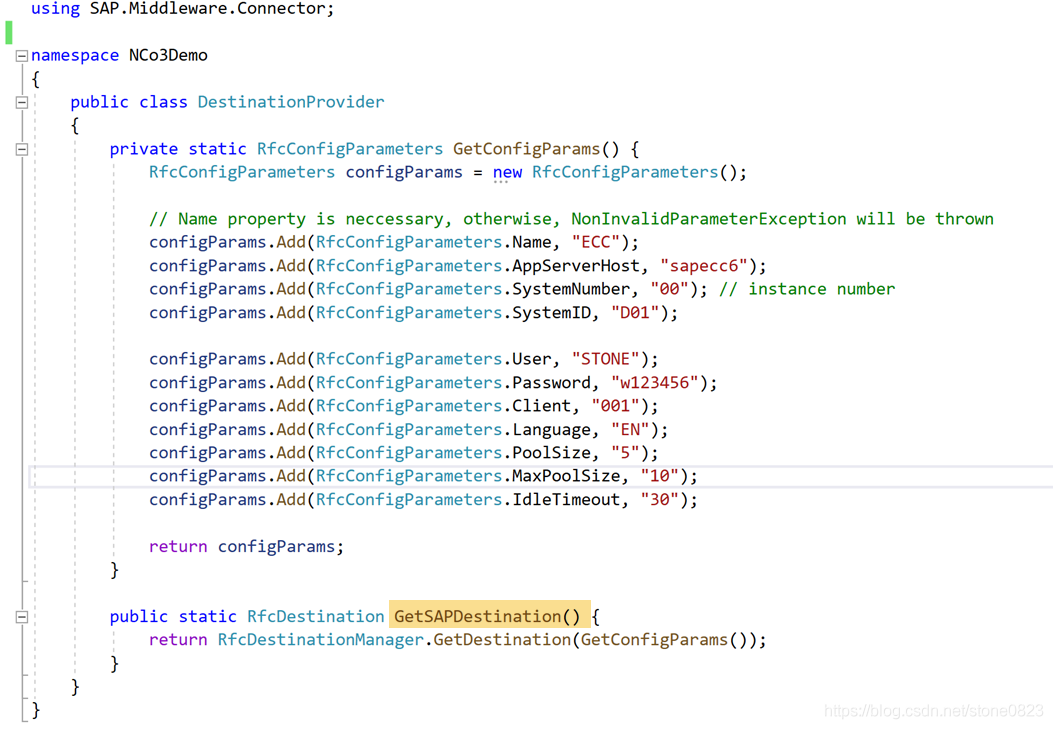 using SAP.Middleware.Connector;
namespace NCo3Demo
{
public class DestinationProvider
{
private static RfcConfigParameters GetConfigParams() {
RfcConfigParameters configParams = new RfcConfigParameters();
// Name property is neccessary, otherwise, NonInvalidParameterException will be thrown
configParams.Add(RfcConfigParameters.Name, "ECC");
configParams.Add(RfcConfigParameters.AppServerHost, "sapecc6");
configParams.Add(RfcConfigParameters.SystemNumber, "00"); // instance number
configParams.Add(RfcConfigParameters.SystemID, "D01");
configParams.Add(RfcConfigParameters.User, "STONE");
configParams.Add(RfcConfigParameters.Password, "w123456");
configParams.Add(RfcConfigParameters.Client, "001");
configParams.Add(RfcConfigParameters.Language, "EN");
configParams.Add(RfcConfigParameters.PoolSize, "5");
configParams.Add(RfcConfigParameters.MaxPoolSize, "10");
configParams.Add(RfcConfigParameters.IdleTimeout, "30");
return configParams;
}
public static RfcDestination GetSAPDestination() {
return RfcDestinationManager.GetDestination(GetConfigParams());
}
}
}
https://blog.csdn.net/stone0823